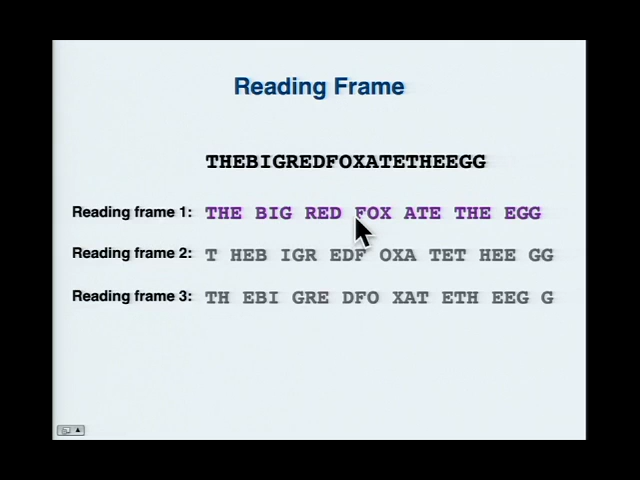 Reading Frame
THEBIGREDFOXATETHEEGG
Reading frame 1: THE BIG RED FOX ATE THE EGG
Reading frame 2: T HEB IGR EDF OXA TET HEE GG
Reading frame 3: TH EBI GRE DFO XAT ETH EEG G